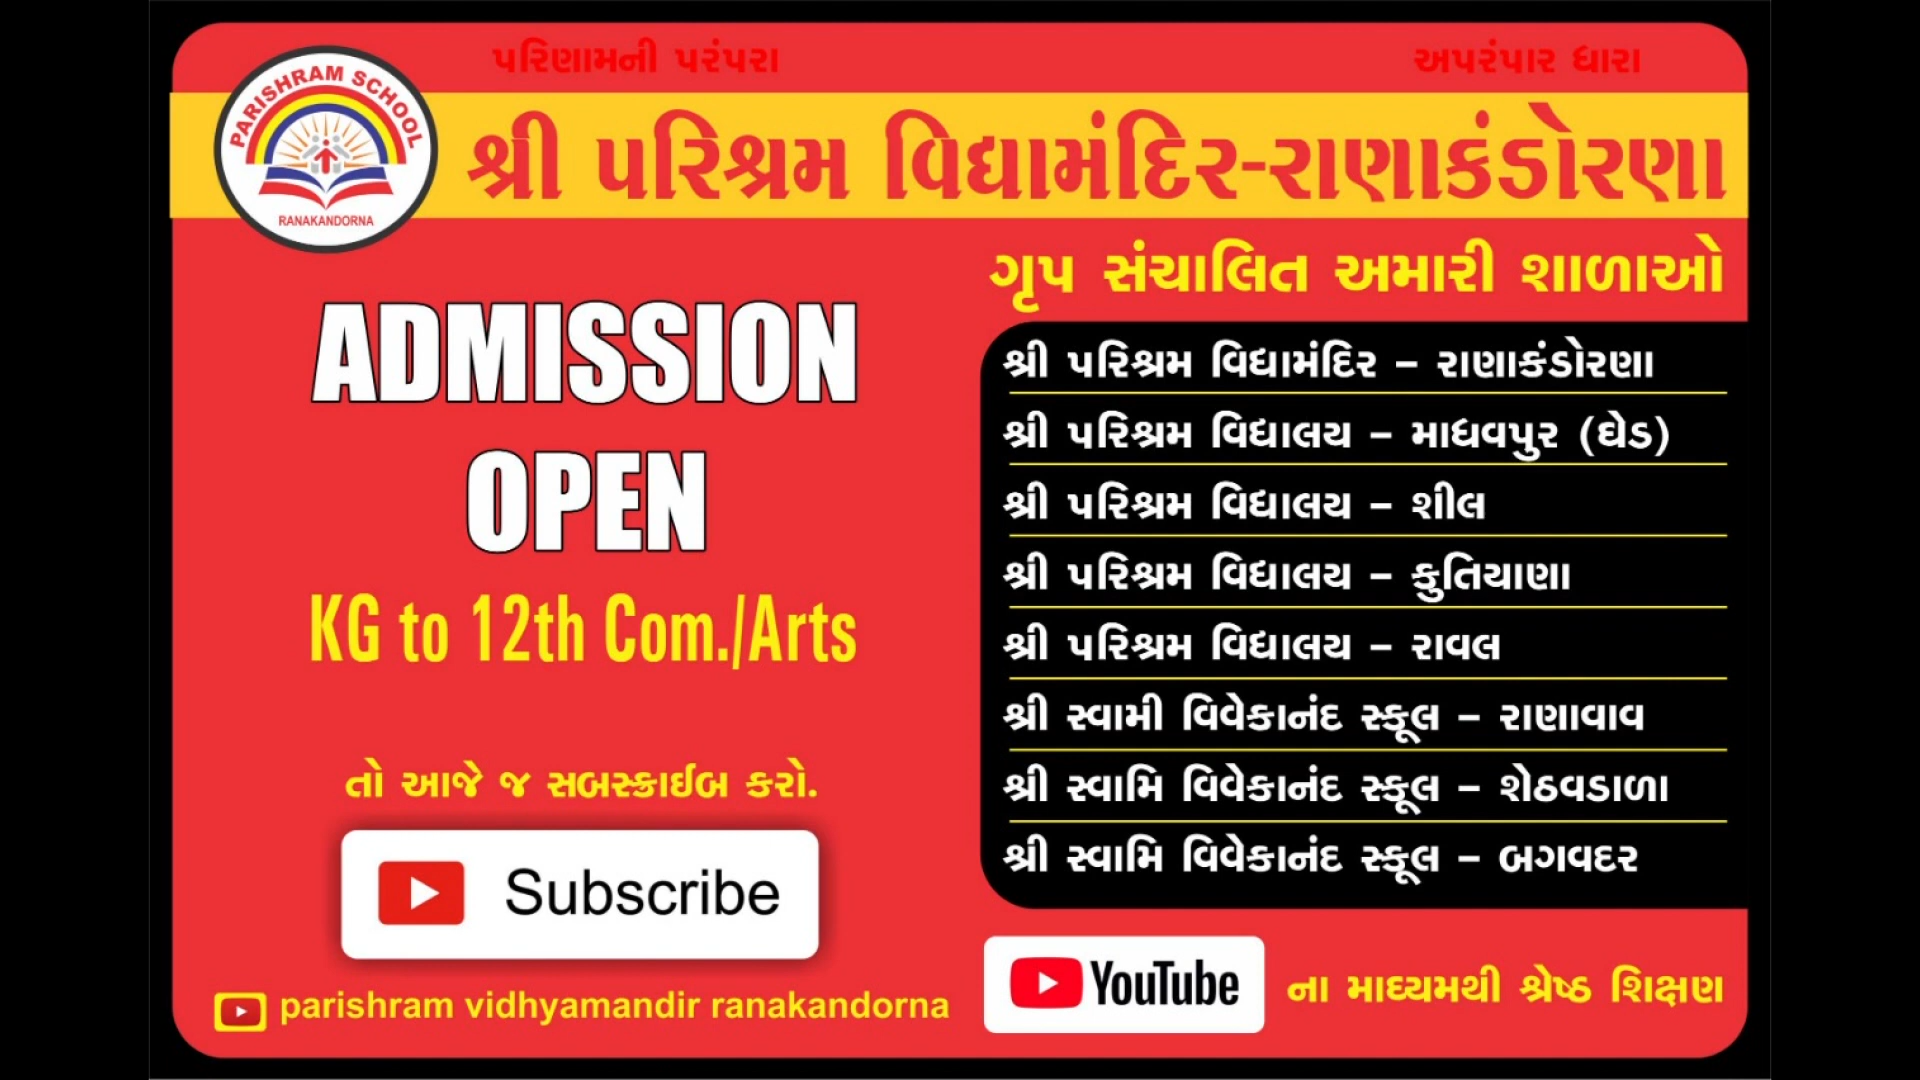 પરિણામની પરંપરા
અપરંપાર ધારા
PARISHRAM SCHOOL
RANAKANDORNA
શ્રી પરિશ્રમ વિદ્યામંદિર-રાણાકંડોરણા
ADMISSION
OPEN
KG to 12th Com./Arts
તો આજે જ સબસ્ક્રાઈબ કરો.
Subscribe
parishram vidhyamandir ranakandorna
ગૃપ સંચાલિત અમારી શાળાઓ
શ્રી પરિશ્રમ વિદ્યામંદિર – રાણાકંડોરણા
શ્રી પરિશ્રમ વિદ્યાલય – માધવપુર (ઘેડ)
શ્રી પરિશ્રમ વિદ્યાલય – શીલ
શ્રી પરિશ્રમ વિદ્યાલય – કુતિયાણા
શ્રી પરિશ્રમ વિદ્યાલય – રાવલ
શ્રી સ્વામી વિવેકાનંદ સ્કૂલ – રાણાવાવ
શ્રી સ્વામિ વિવેકાનંદ સ્કૂલ – શેઠવડાળા
શ્રી સ્વામિ વિવેકાનંદ સ્કૂલ – બગવદર
YouTube ના માધ્યમથી શ્રેષ્ઠ શિક્ષણ